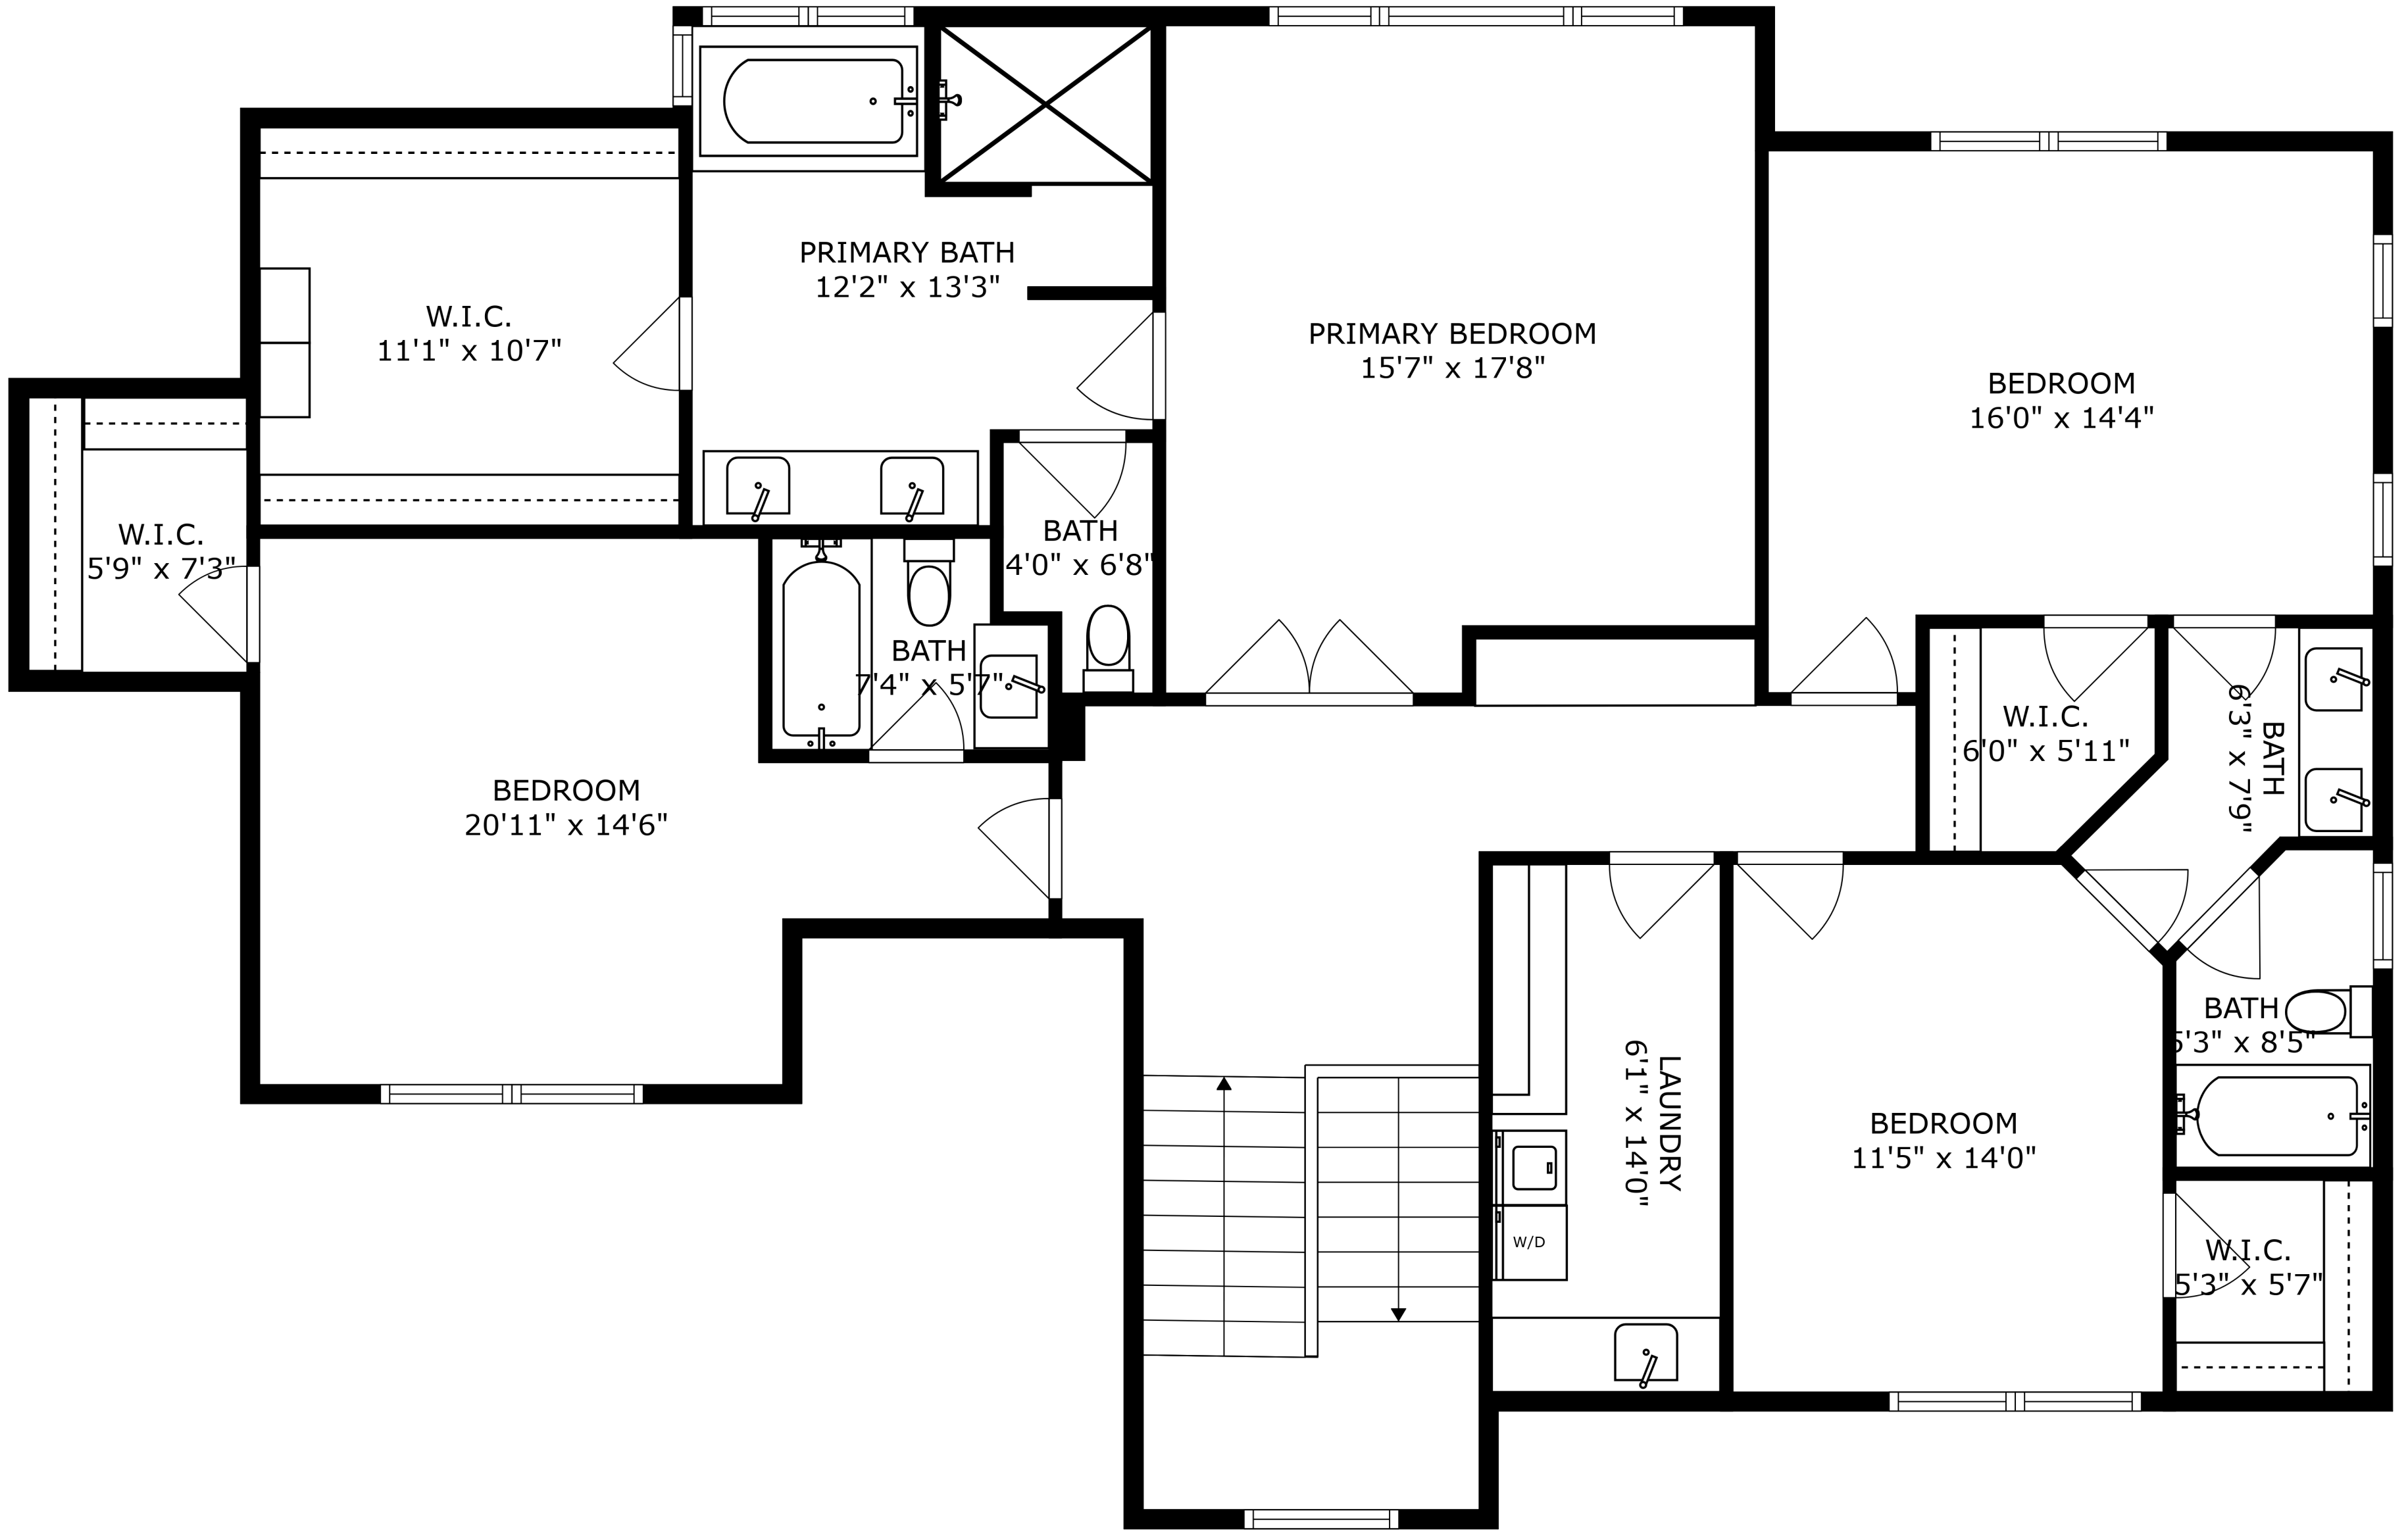 PRIMARY BATH
12'2" x 13'3"
W.I.C.
11'1" x 10'7"
PRIMARY BEDROOM
15'7" x 17'8"
BEDROOM
16'0" x 14'4"
W.I.C.
5'9" x 7'3"
BATH
4'0" x 6'8"
BATH
7'4" x 5'7"
W.I.C.
6'0" x 5'11"
BATH
6'3" x 7'9"
BEDROOM
20'11" x 14'6"
BATH
5'3" x 8'5"
LAUNDRY
6'1" x 14'0"
BEDROOM
11'5" x 14'0"
W/D
W.I.C.
5'3" x 5'7"